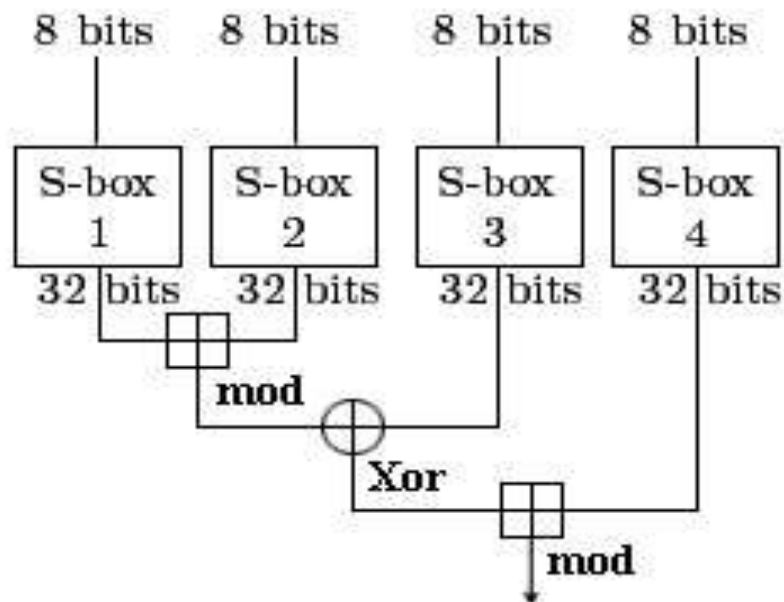 8 bits 8 bits 8 bits 8 bits
S-box S-box S-box S-box
1 2 3 4
32 bits 32 bits 32 bits 32 bits
mod
Xor
mod